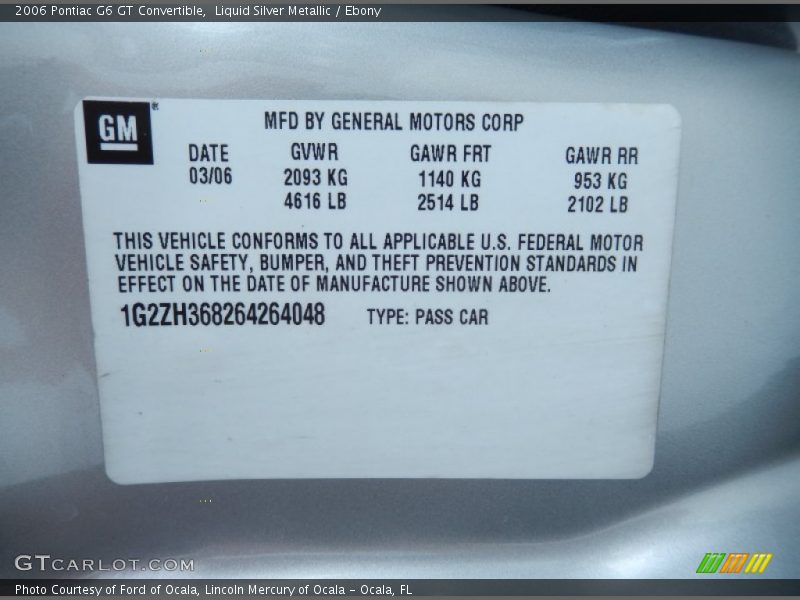 2006 Pontiac G6 GT Convertible,  Liquid Silver Metallic / Ebony
GM®
MFD BY GENERAL MOTORS CORP
DATE GVWR GAWR FRT GAWR RR
03/06 2093 KG 1140 KG 953 KG
4616 LB 2514 LB 2102 LB
THIS VEHICLE CONFORMS TO ALL APPLICABLE U.S. FEDERAL MOTOR
VEHICLE SAFETY, BUMPER, AND THEFT PREVENTION STANDARDS IN
EFFECT ON THE DATE OF MANUFACTURE SHOWN ABOVE.
1G2ZH368264264048 TYPE: PASS CAR
GTCARLOT.COM
Photo Courtesy of Ford of Ocala, Lincoln Mercury of Ocala - Ocala, FL